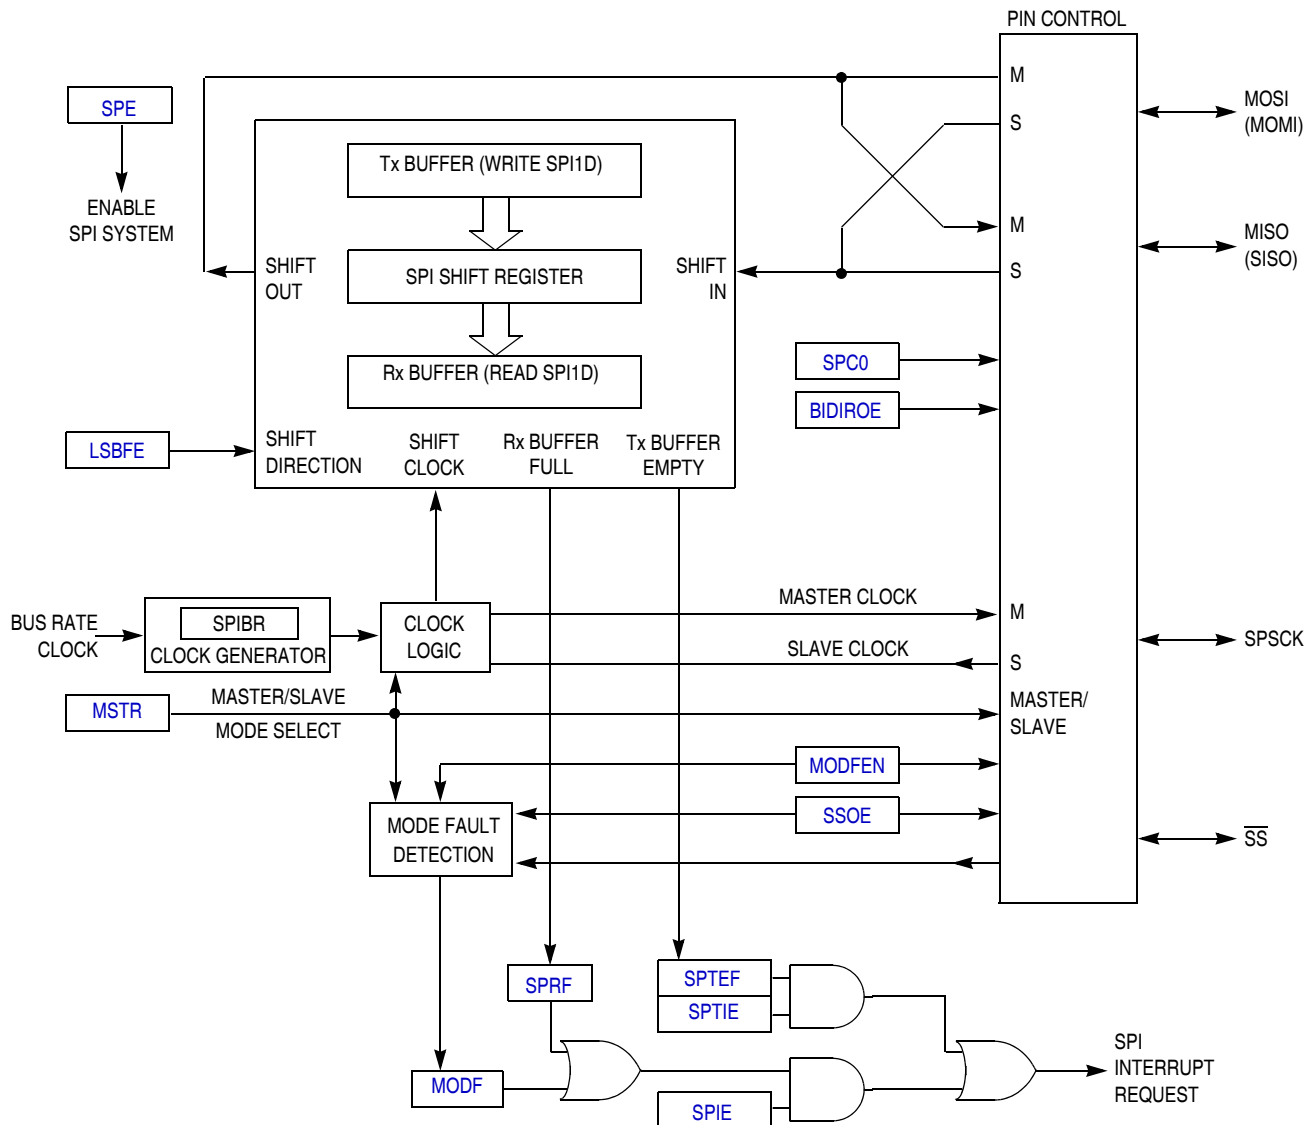 PIN CONTROL
M
SPE
MOSI
(MOMI)
S
Tx BUFFER (WRITE SPI1D)
ENABLE
SPI SYSTEM
M
MISO
(SISO)
SHIFT
OUT
SPI SHIFT REGISTER
SHIFT
IN
S
SPC0
Rx BUFFER (READ SPI1D)
BIDIROE
LSBFE
SHIFT
DIRECTION
SHIFT
CLOCK
Rx BUFFER
FULL
Tx BUFFER
EMPTY
MASTER CLOCK
M
BUS RATE
CLOCK
SPIBR
CLOCK GENERATOR
CLOCK
LOGIC
SLAVE CLOCK
S
SPSCK
MSTR
MASTER/SLAVE
MODE SELECT
MASTER/
SLAVE
MODFEN
SSOE
MODE FAULT
DETECTION
SS
SPRF
SPTEF
SPTIE
SPI
INTERRUPT
REQUEST
MODF
SPIE